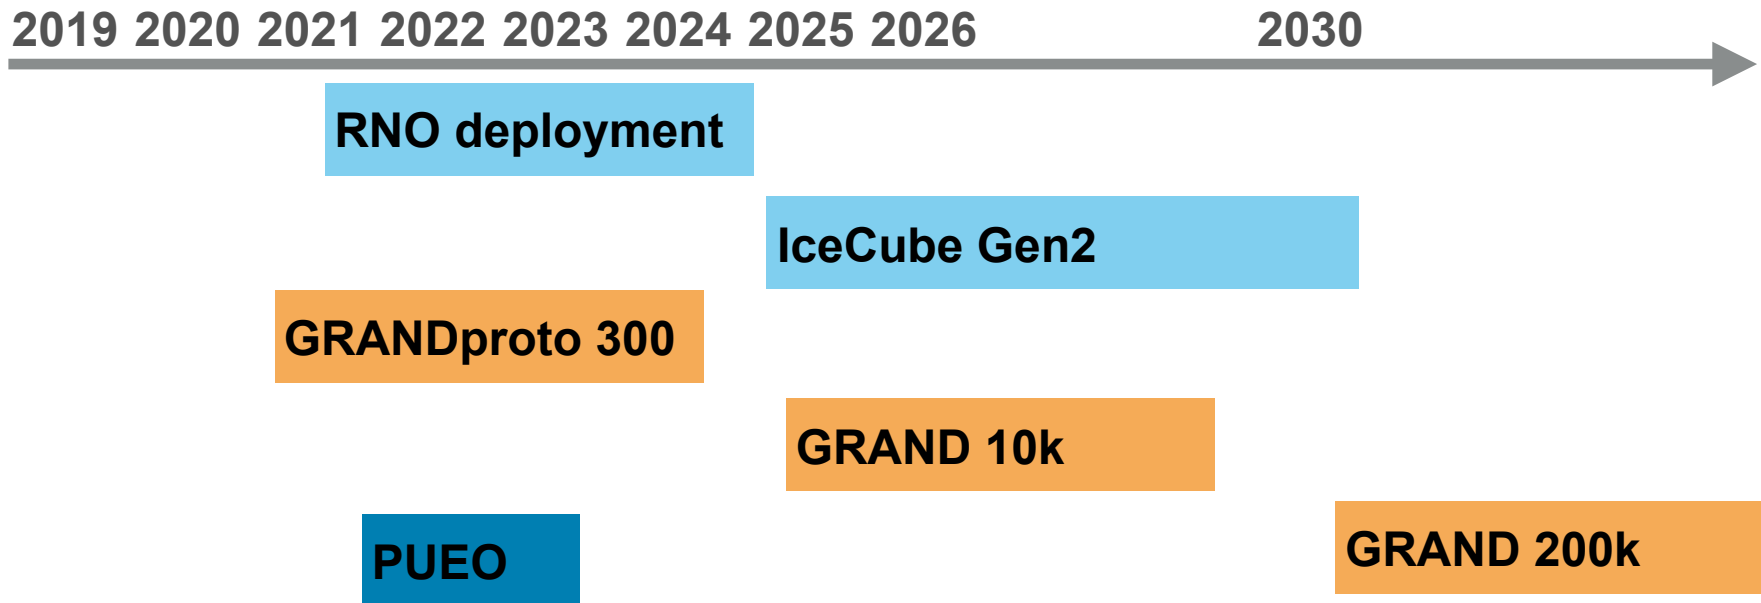 2019 2020 2021 2022 2023 2024 2025 2026 2030
RNO deployment
IceCube Gen2
GRANDproto 300
GRAND 10k
PUEO
GRAND 200k